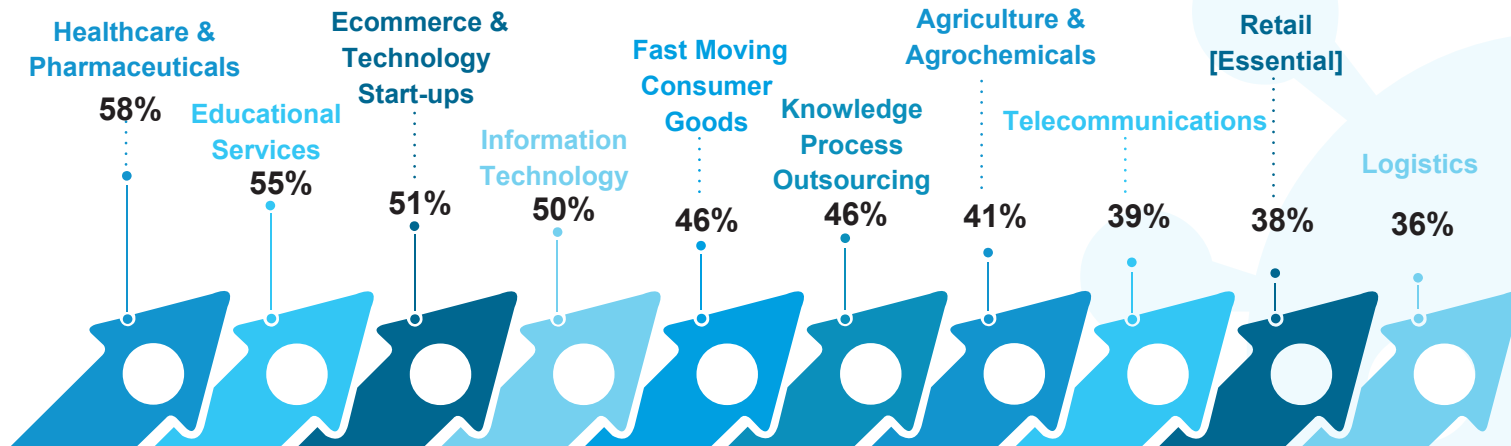 Healthcare &
Pharmaceuticals
58%
Educational
Services
55%
Ecommerce &
Technology
Start-ups
51%
Information
Technology
50%
Fast Moving
Consumer
Goods
46%
Knowledge
Process
Outsourcing
46%
Agriculture &
Agrochemicals
41%
Telecommunications
39%
Retail
[Essential]
38%
Logistics
36%